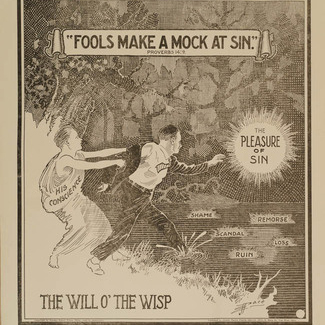 "FOOLS MAKE A MOCK AT SIN."
PROVERBS 14:9
THE
PLEASURE
OF
SIN
HIS
CONSCIENCE
SHAME
REMORSE
SCANDAL
LOSS
RUIN
THE WILL O' THE WISP